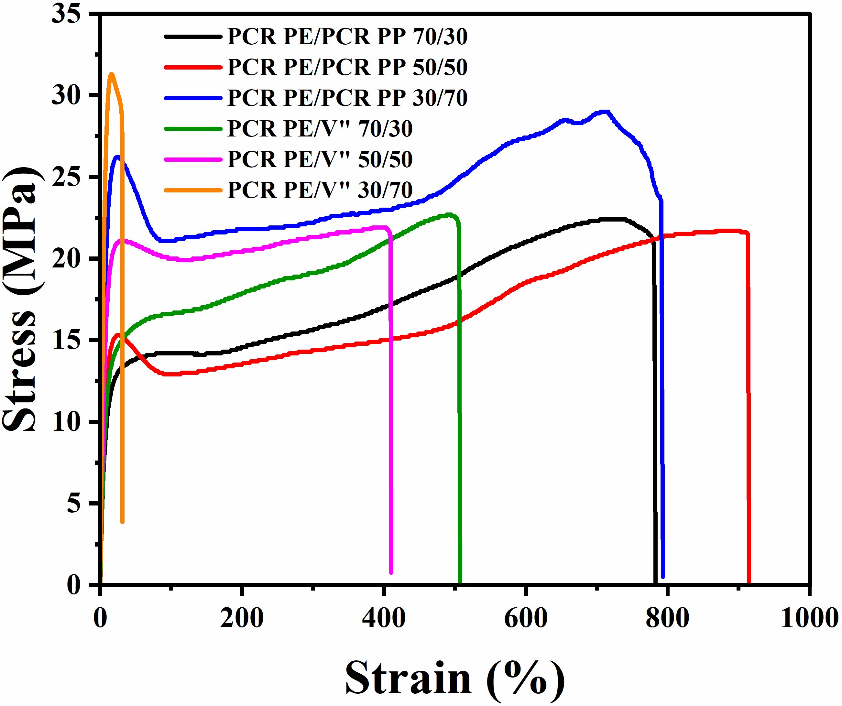 35
30
25
20
15
10
5
0
Stress (MPa)
PCR PE/PCR PP 70/30
PCR PE/PCR PP 50/50
PCR PE/PCR PP 30/70
PCR PE/V" 70/30
PCR PE/V" 50/50
PCR PE/V" 30/70
0 200 400 600 800 1000
Strain (%)